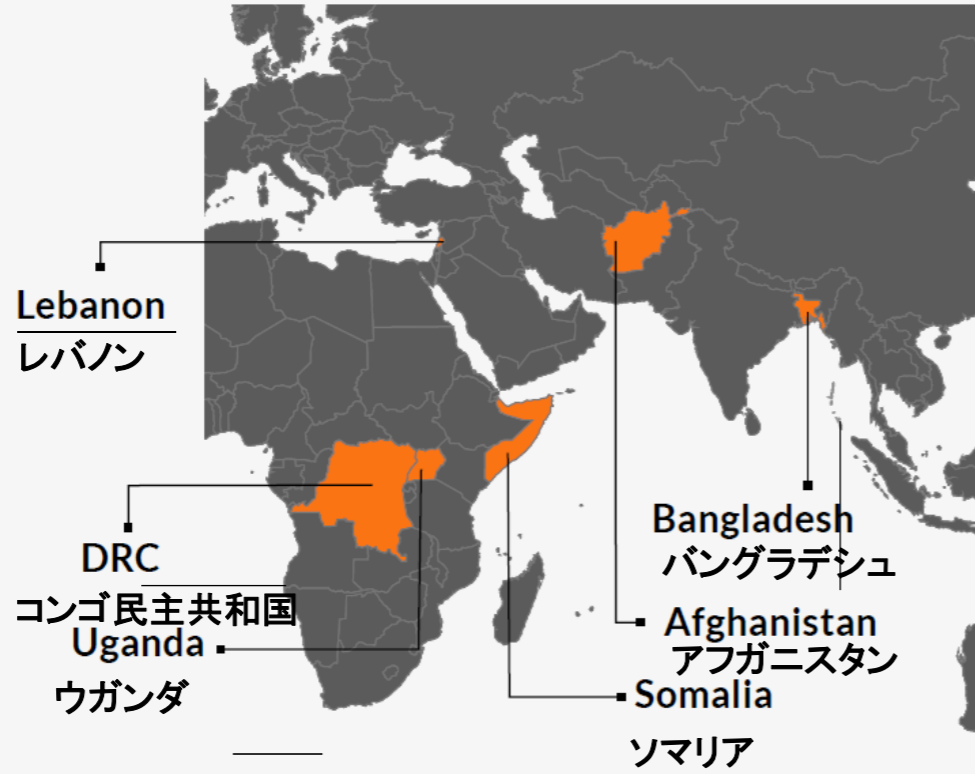 Lebanon
レバノン
DRC
コンゴ民主共和国
Uganda
ウガンダ
Bangladesh
バングラデシュ
Afghanistan
アフガニスタン
Somalia
ソマリア